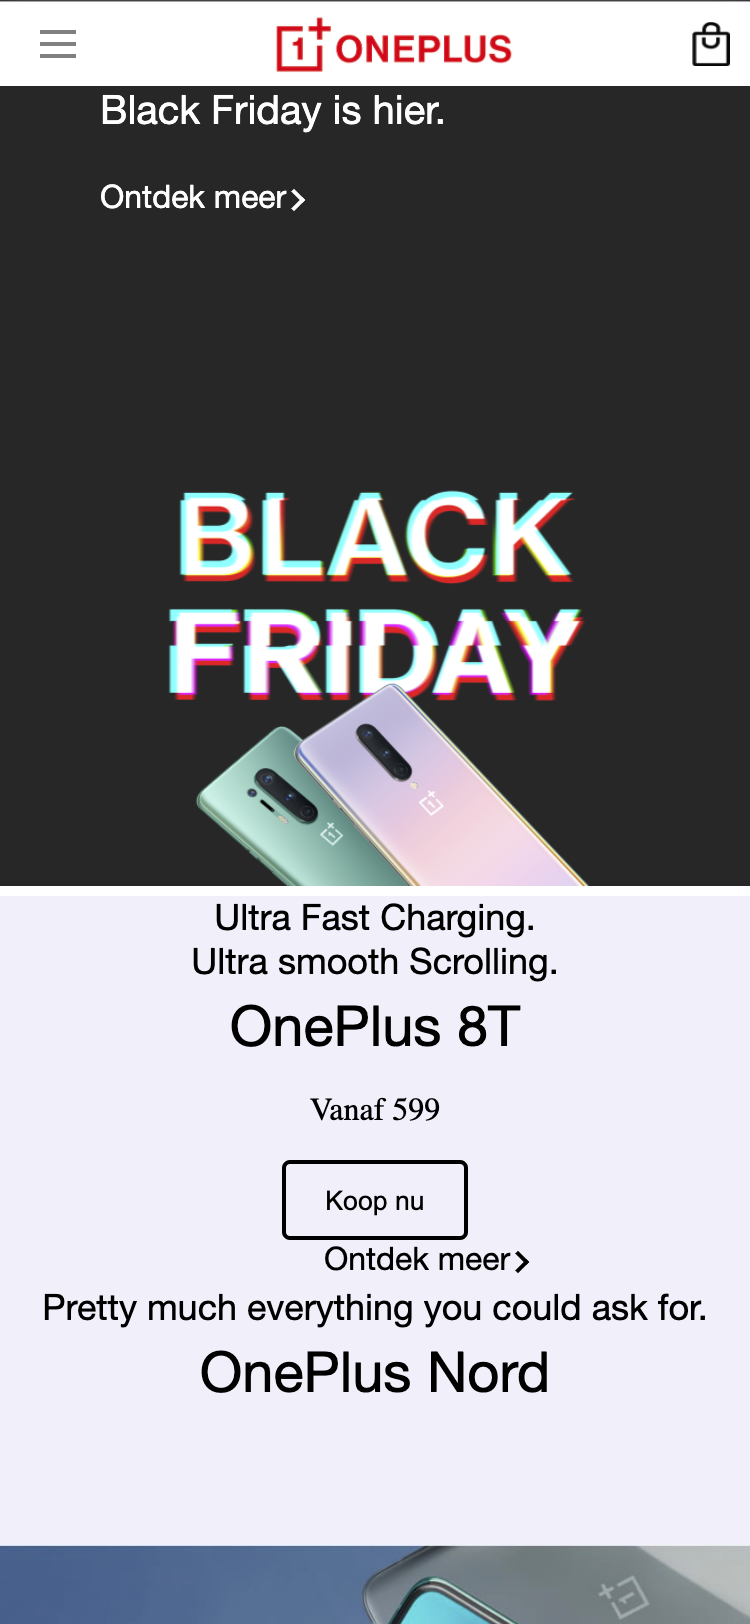 ONEPLUS
Black Friday is hier.
Ontdek meer
BLACK
FRIDAY
Ultra Fast Charging.
Ultra smooth Scrolling.
OnePlus 8T
Vanaf 599
Koop nu
Ontdek meer
Pretty much everything you could ask for.
OnePlus Nord